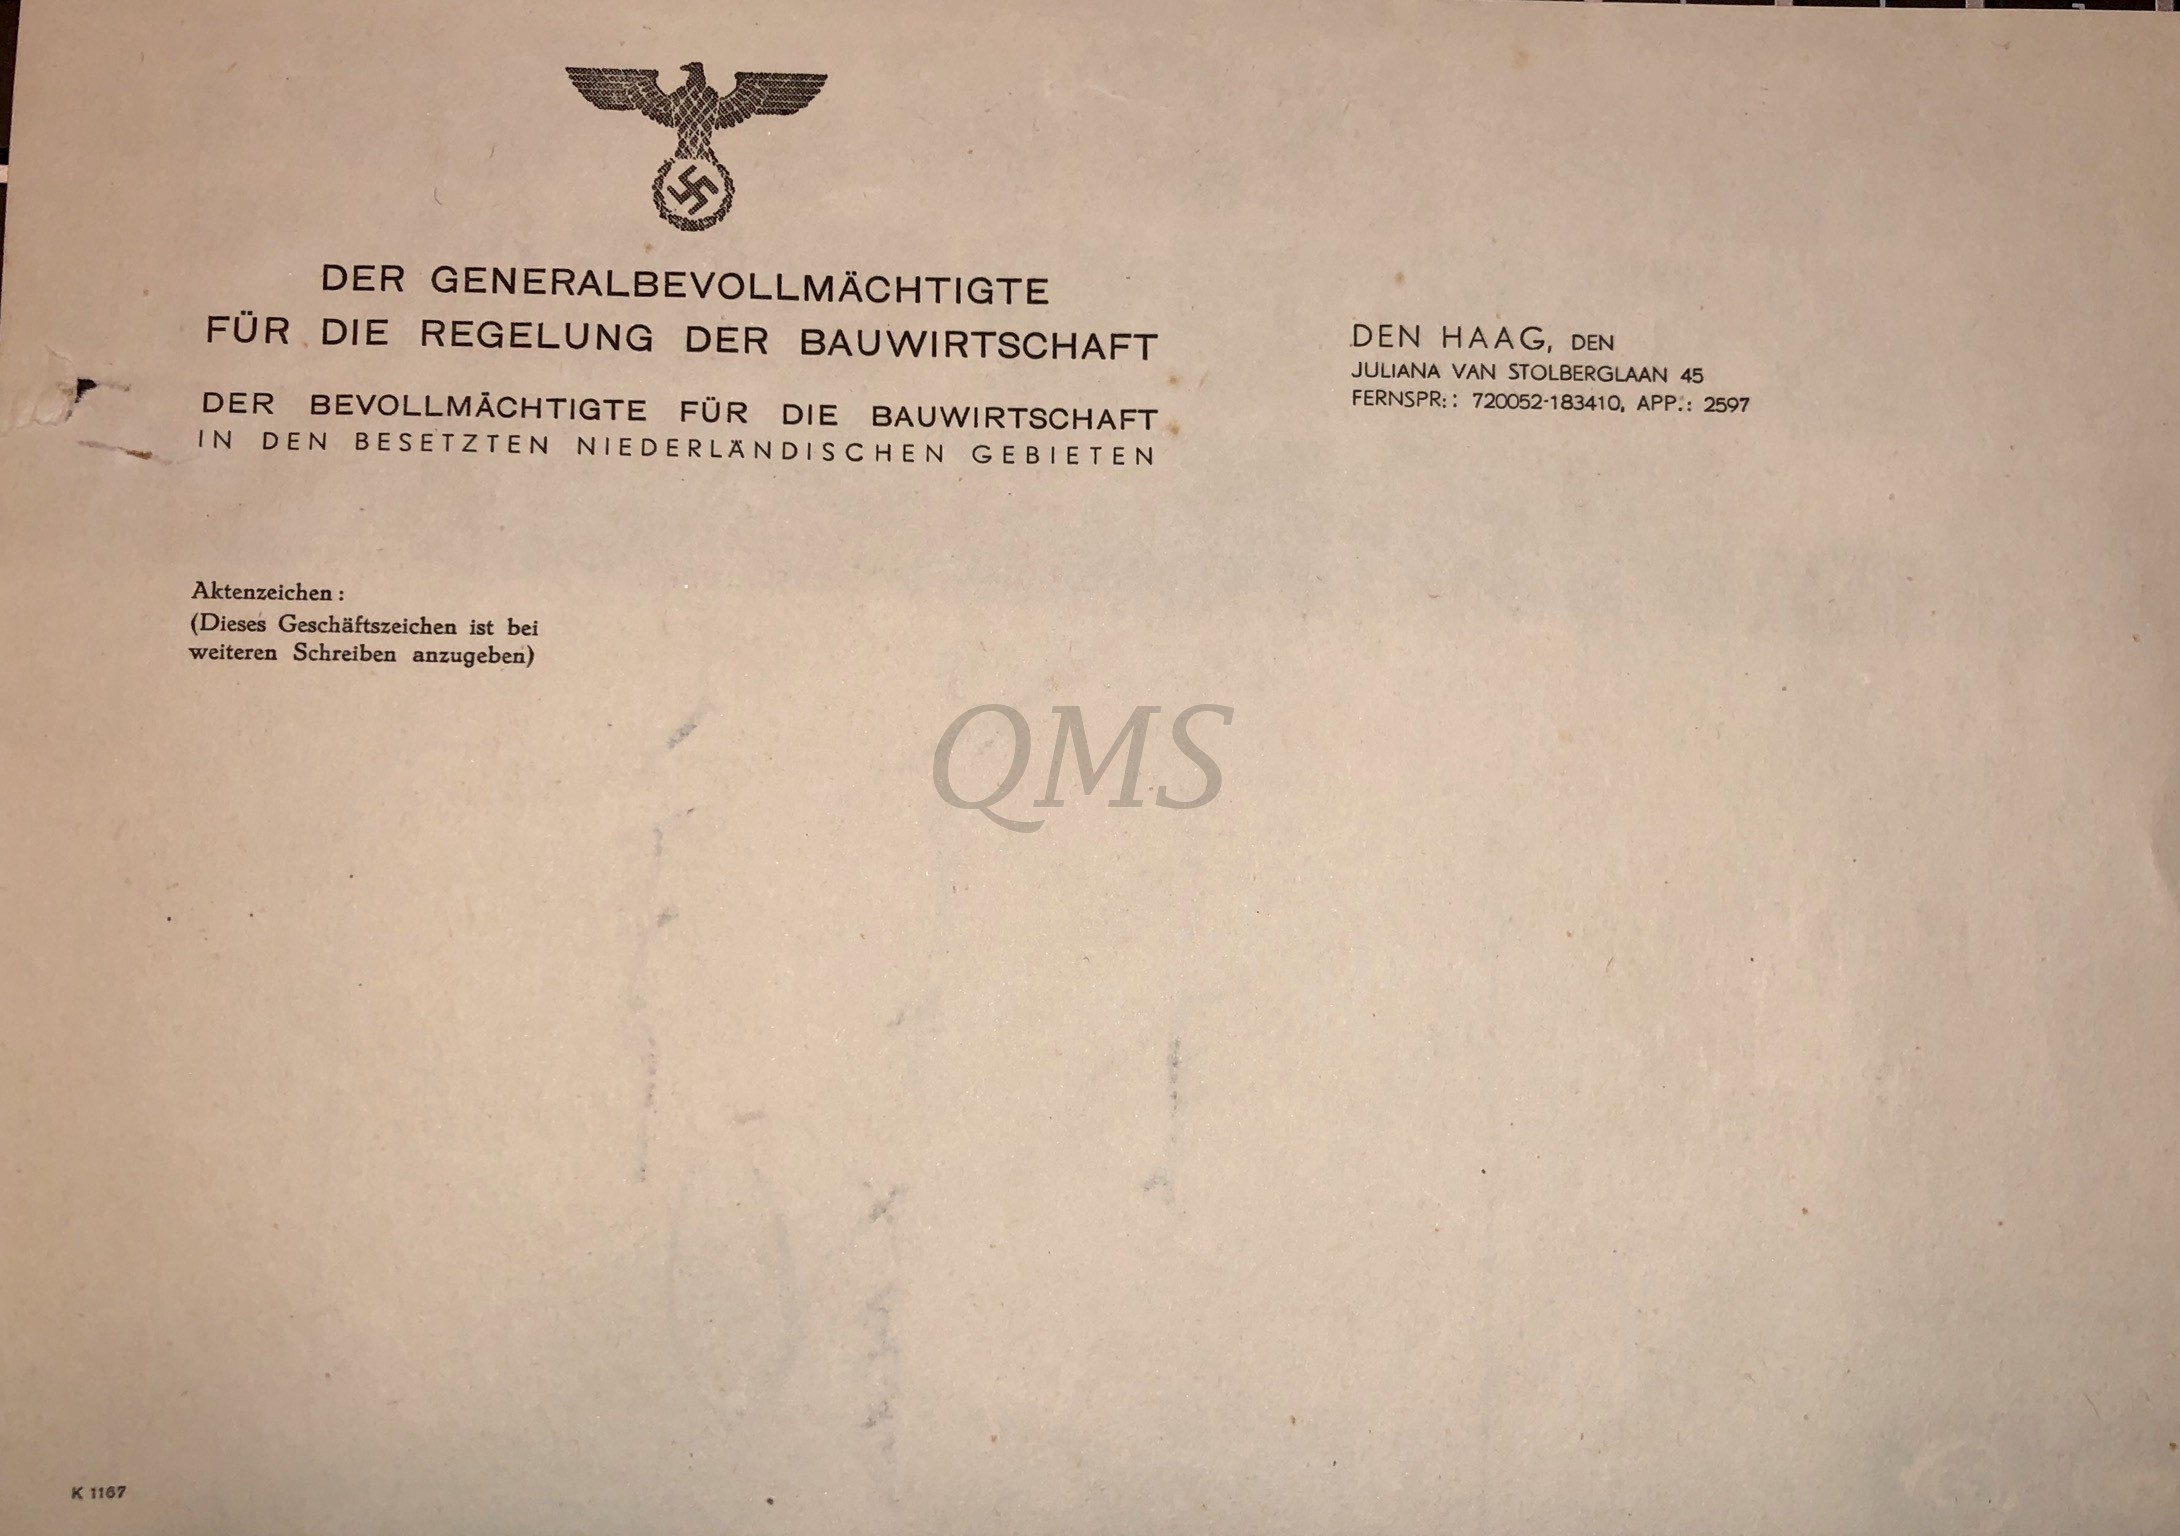 DER GENERALBEVOLLMÄCHTIGTE
FÜR DIE REGELUNG DER BAUWIRTSCHAFT
DER BEVOLLMÄCHTIGTE FÜR DIE BAUWIRTSCHAFT
IN DEN BESETZTEN NIEDERLÄNDISCHEN GEBIETEN
DEN HAAG, DEN
JULIANA VAN STOLBERGLAAN 45
FERNSPR.: 720052-183410, APP.: 2597
Aktenzeichen:
(Dieses Geschäftszeichen ist bei
weiteren Schreiben anzugeben)
QMS
K 1167